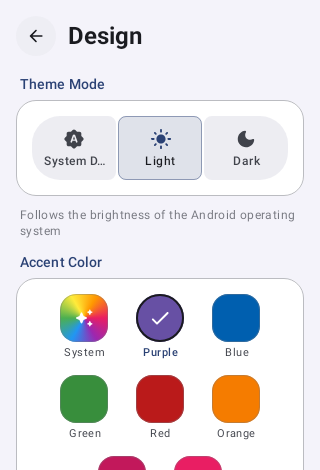 Design
Theme Mode
A
System D...
Light
Dark
Follows the brightness of the Android operating
system
Accent Color
System
Purple
Blue
Green
Red
Orange